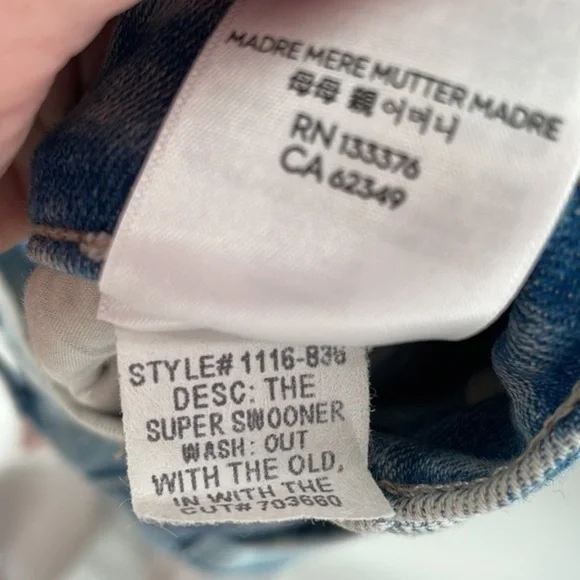 MADRE MERE MUTTER MADRE
母母 親 어머니
RN 133376
CA 62349
STYLE# 1116-838
DESC: THE
SUPER SWOONER
WASH: OUT
WITH THE OLD,
IN WITH THE
CUT# 703660